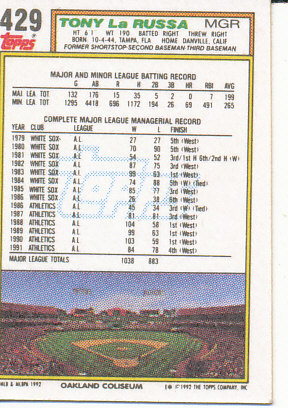 429
Topps
TONY LA RUSSA MGR
HT 6 1 WT 190 BATTED RIGHT THREW RIGHT
BORN 10-4-44, TAMPA, FLA HOME DANVILLE, CALIF
FORMER SHORTSTOP-SECOND BASEMAN-THIRD BASEMAN
MAJOR AND MINOR LEAGUE BATTING RECORD
G AB R H 2B 3B HR RBI AVG
MAJ LEA TOT 132 176 15 35 5 2 0 7 199
MIN LEA TOT 1295 4418 696 1172 194 26 69 491 265
COMPLETE MAJOR LEAGUE MANAGERIAL RECORD
YEAR CLUB LEAGUE W L FINISH
1979 WHITE SOX A.L. 27 27 5th (West)
1980 WHITE SOX A.L. 70 90 5th (West)
1981 WHITE SOX A.L. 54 52 3rd/1st H 6th/2nd H (W)
1982 WHITE SOX A.L. 87 75 3rd (West)
1983 WHITE SOX A.L. 99 63 1st (West)
1984 WHITE SOX A.L. 74 88 5th (W) (Tied)
1985 WHITE SOX A.L. 85 77 3rd (West)
1986 WHITE SOX A.L. 26 38 6th (West)
1986 ATHLETICS A.L. 45 34 3rd (W) (Tied)
1987 ATHLETICS A.L. 81 81 3rd (West)
1988 ATHLETICS A.L. 104 58 1st (West)
1989 ATHLETICS A.L. 99 63 1st (West)
1990 ATHLETICS A.L. 103 59 1st (West)
1991 ATHLETICS A.L. 84 78 4th (West)
MAJOR LEAGUE TOTALS 1038 883
MLB & MLBPA 1992 OAKLAND COLISEUM © 1992 THE TOPPS COMPANY, INC